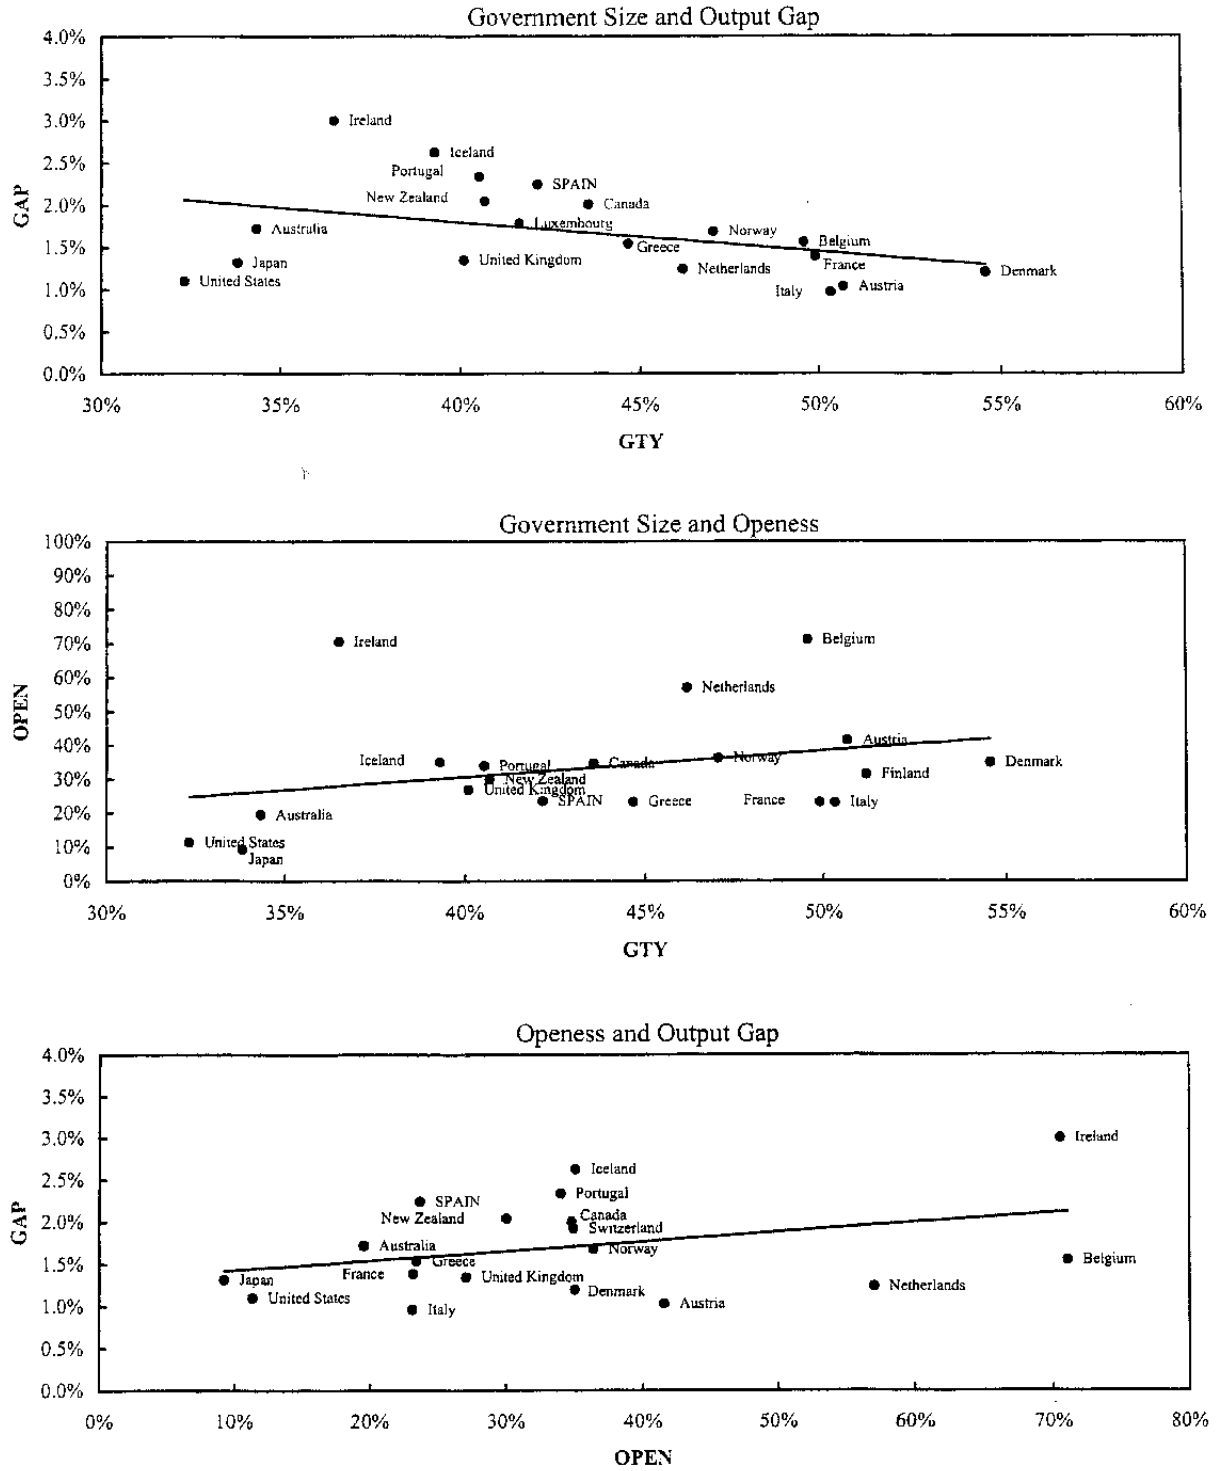 Government Size and Output Gap
4.0%
3.5%
3.0%
2.5%
2.0%
1.5%
1.0%
0.5%
0.0%
GAP
Ireland
Iceland
Portugal
SPAIN
New Zealand
Canada
Luxembourg
Australia
Norway
Belgium
Greece
United Kingdom
Japan
Netherlands
France
Denmark
United States
Italy
Austria
30%
35%
40%
45%
50%
55%
60%
GTY
Government Size and Openess
100%
90%
80%
70%
60%
50%
40%
30%
20%
10%
0%
OPEN
Ireland
Belgium
Netherlands
Austria
Iceland
Portugal
Canada
Norway
Denmark
New Zealand
Finland
United Kingdom
SPAIN
Greece
France
Italy
Australia
United States
Japan
30%
35%
40%
45%
50%
55%
60%
GTY
Openess and Output Gap
4.0%
3.5%
3.0%
2.5%
2.0%
1.5%
1.0%
0.5%
0.0%
GAP
Ireland
Iceland
Portugal
SPAIN
New Zealand
Canada
Switzerland
Australia
Norway
Greece
Belgium
France
Japan
United Kingdom
Netherlands
United States
Denmark
Austria
Italy
0%
10%
20%
30%
40%
50%
60%
70%
80%
OPEN